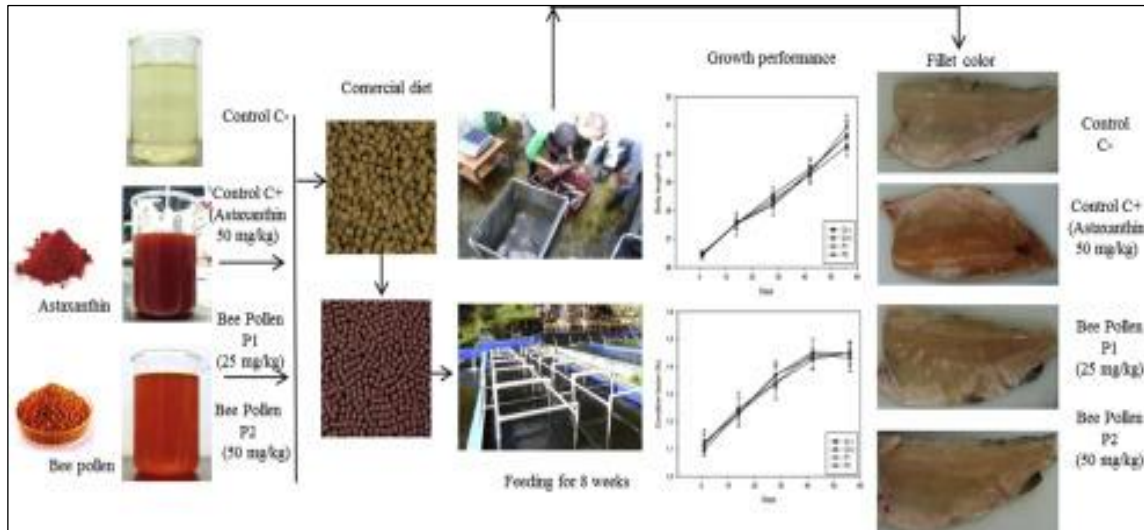 Growth performance
Fillet color
Comercial diet
Control C-
Control C+
(Astaxanthin
50 mg/kg)
Astaxanthin
Bee Pollen
P1
(25 mg/kg)
Bee Pollen
P2
(50 mg/kg)
Bee pollen
Feeding for 8 weeks
Control
C-
Control C+
(Astaxanthin
50 mg/kg)
Bee Pollen
P1
(25 mg/kg)
Bee Pollen
P2
(50 mg/kg)